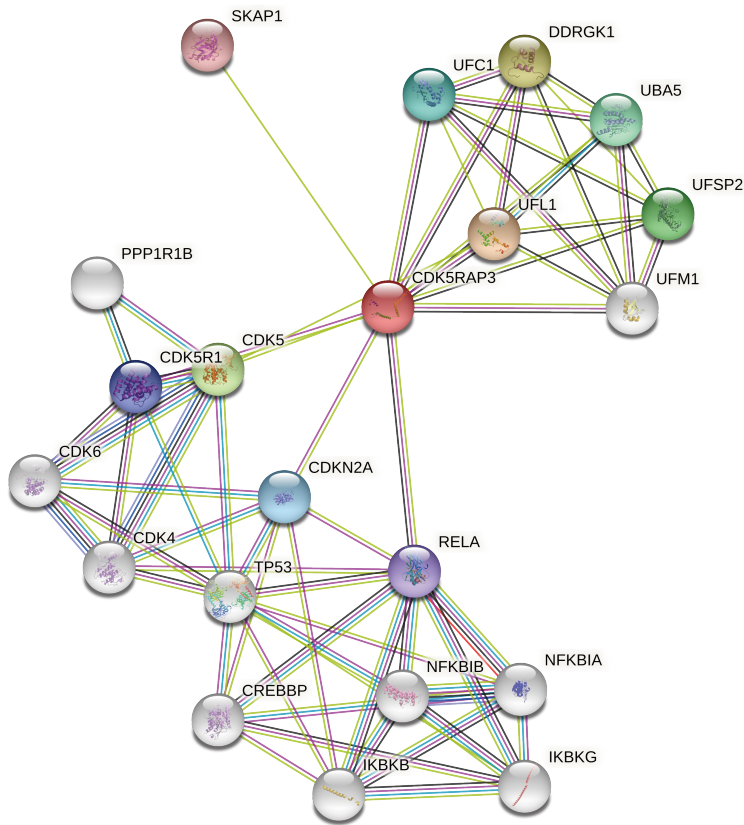 SKAP1
DDRGK1
UFC1
UBA5
UFSP2
UFL1
PPP1R1B
CDK5RAP3
UFM1
CDK5
CDK5R1
CDK6
CDKN2A
CDK4
RELA
TP53
NFKBIB
NFKBIA
CREBBP
IKBKB
IKBKG